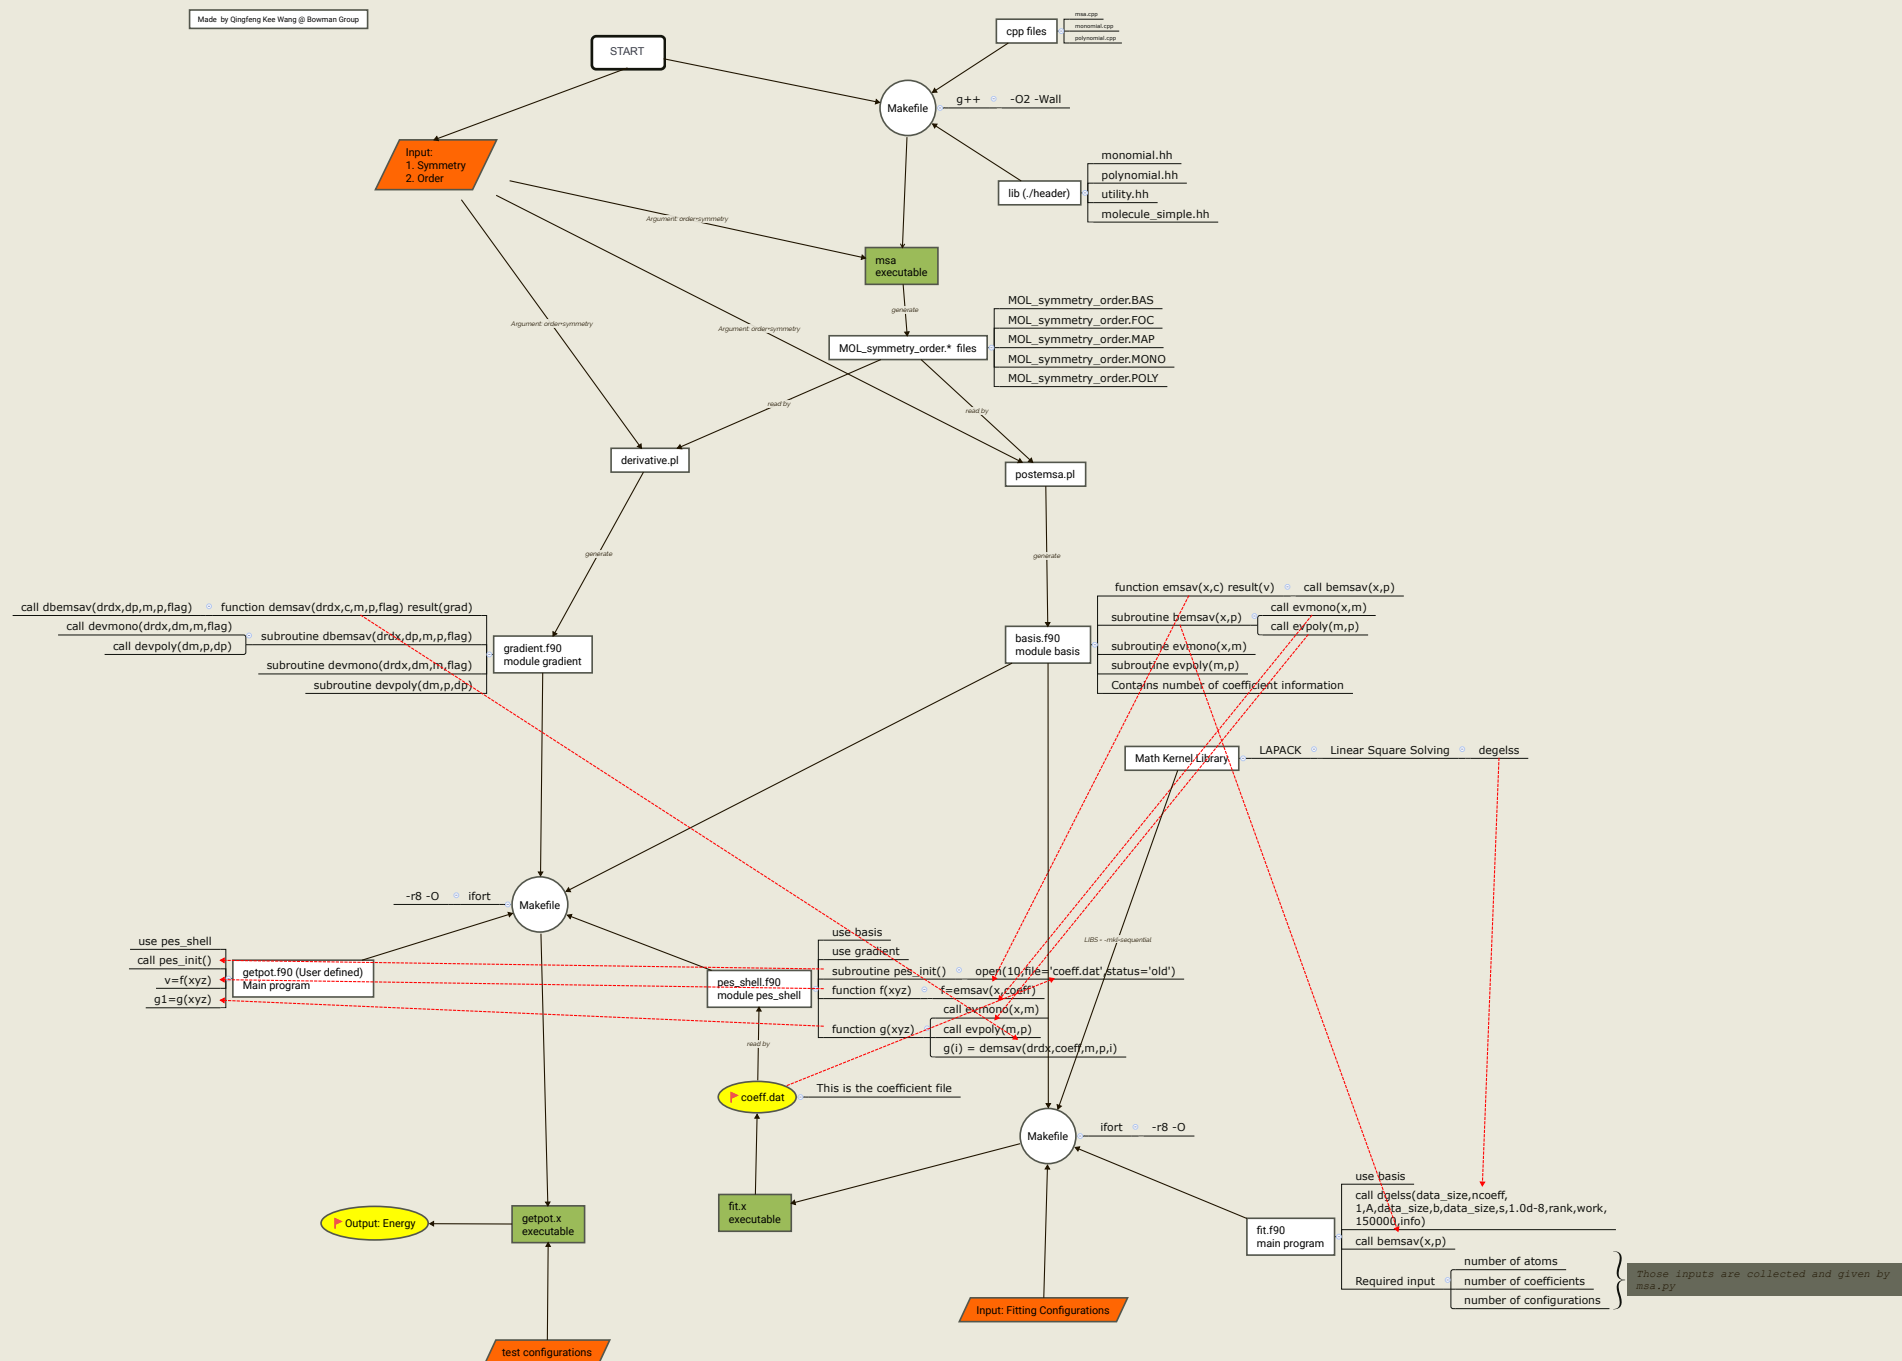 Made by Qingfeng Kee Wang @ Bowman Group
START
cpp files
msa.cpp
monomial.cpp
polynomial.cpp
Makefile
g++
-O2 -Wall
Input:
1. Symmetry
2. Order
lib (./header)
monomial.hh
polynomial.hh
utility.hh
molecule_simple.hh
Argument: order+symmetry
msa
executable
generate
Argument: order+symmetry
Argument: order+symmetry
MOL_symmetry_order.* files
MOL_symmetry_order.BAS
MOL_symmetry_order.FOC
MOL_symmetry_order.MAP
MOL_symmetry_order.MONO
MOL_symmetry_order.POLY
read by
read by
derivative.pl
postemsa.pl
generate
generate
call dbemsav(drdx,dp,m,p,flag)
function demsav(drdx,c,m,p,flag) result(grad)
call devmono(drdx,dm,m,flag)
call devpoly(dm,p,dp)
subroutine dbemsav(drdx,dp,m,p,flag)
subroutine devmono(drdx,dm,m,flag)
subroutine devpoly(dm,p,dp)
gradient.f90
module gradient
basis.f90
module basis
function emsav(x,c) result(v)
call bemsav(x,p)
subroutine bemsav(x,p)
call evmono(x,m)
call evpoly(m,p)
subroutine evmono(x,m)
subroutine evpoly(m,p)
Contains number of coefficient information
Math Kernel Library
LAPACK
Linear Square Solving
degelss
-r8 -O
ifort
Makefile
LIBS = -mkl=sequential
use pes_shell
call pes_init()
v=f(xyz)
g1=g(xyz)
getpot.f90 (User defined)
Main program
pes_shell.f90
module pes_shell
use basis
use gradient
subroutine pes_init()
open(10,file='coeff.dat',status='old')
function f(xyz)
f=emsav(x,coeff)
function g(xyz)
call evmono(x,m)
call evpoly(m,p)
g(i) = demsav(drdx,coeff,m,p,i)
read by
coeff.dat
This is the coefficient file
Makefile
ifort
-r8 -O
Output: Energy
getpot.x
executable
fit.x
executable
fit.f90
main program
use basis
call dgelss(data_size,ncoeff,
1,A,data_size,b,data_size,s,1.0d-8,rank,work,
150000,info)
call bemsav(x,p)
Required input
number of atoms
number of coefficients
number of configurations
Those inputs are collected and given by
msa.py
Input: Fitting Configurations
test configurations